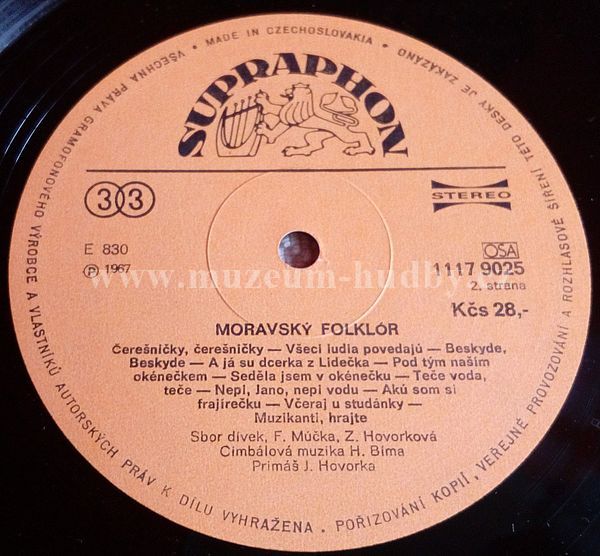 VŠECHNA PRÁVA GRAMOFONOVÉHO VÝROBCE A VLASTNÍKŮ AUTORSKÝCH PRÁV K DÍLU VYHRAŽENA. POŘIZOVÁNÍ KOPIÍ, VEŘEJNÉ PROVOZOVÁNÍ A ROZHLASOVÉ ŠÍŘENÍ TÉTO DESKY JE ZAKÁZÁNO • MADE IN CZECHOSLOVAKIA •
SUPRAPHON
33
STEREO
E 830
OSA
Ⓟ 1967
1117 9025
www.muzeum-hudby
2. strana
Kčs 28,-
MORAVSKÝ FOLKLÓR
Čerešničky, čerešničky — Všeci ludia povedajú — Beskyde,
Beskyde — A já su dcerka z Lidečka — Pod tým naším
okénečkem — Seděla jsem v okénečku — Teče voda,
teče — Nepi, Jano, nepi vodu — Akú som si
frajírečku — Včeraj u studánky —
Muzikanti, hrajte
Sbor dívek, F. Múčka, Z. Hovorková
Cimbálová muzika H. Bíma
Primáš J. Hovorka